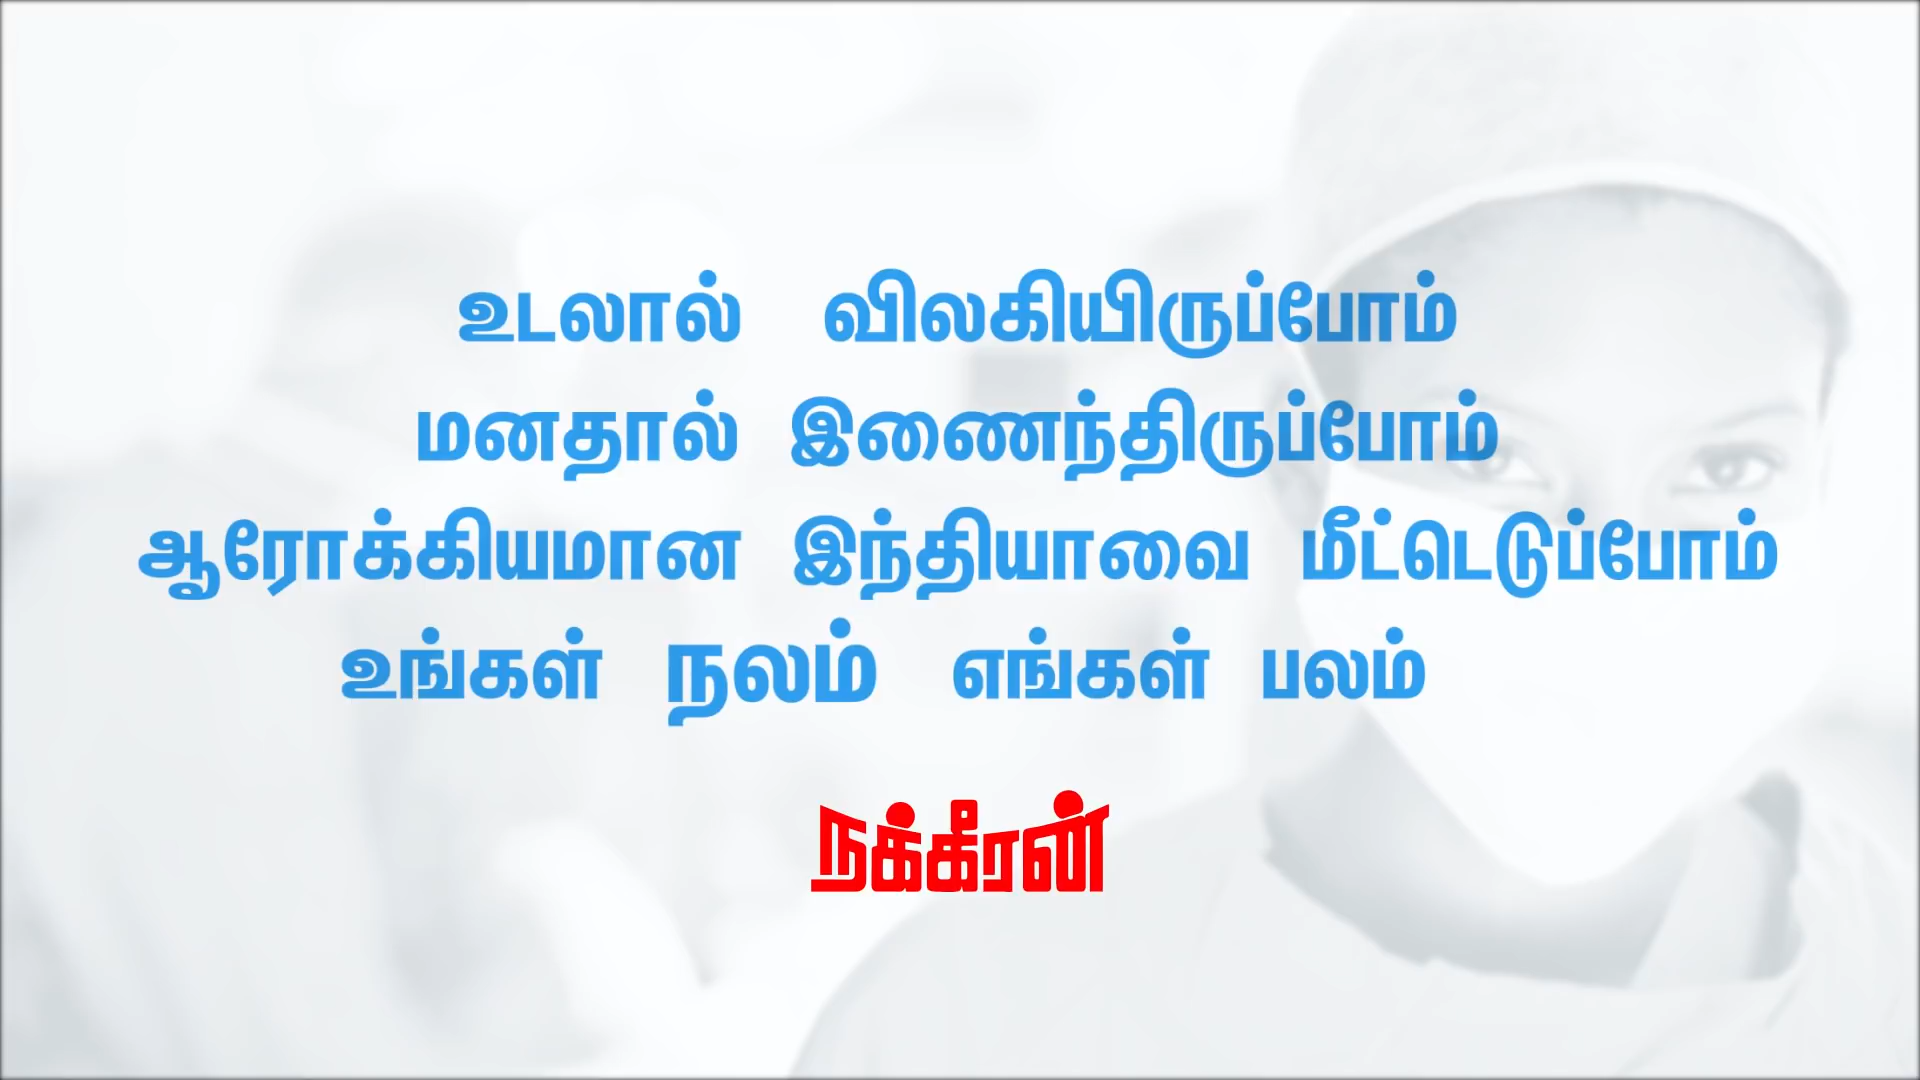 உடலால் விலகியிருப்போம்
மனதால் இணைந்திருப்போம்
ஆரோக்கியமான இந்தியாவை மீட்டெடுப்போம்
உங்கள் நலம் எங்கள் பலம்
நக்கீரன்